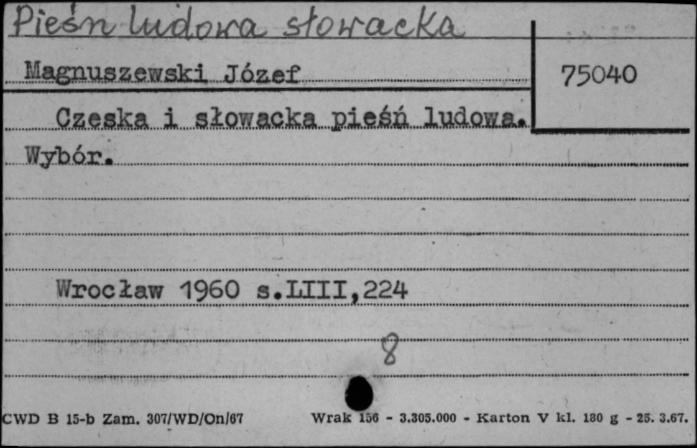 Pieśn ludowa słowacka
Magnuszewski Józef
75040
Czeska i słowacka pieśń ludowa.
Wybór.
Wrocław 1960 s.LIII,224
8
CWD B 15-b Zam. 307/WD/On/67 Wrak 156 - 3.305.000 - Karton V kl. 180 g - 25. 3.67.